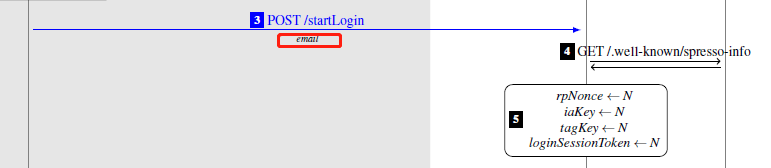 3 POST /startLogin
email
4 GET /.well-known/spresso-info
5
rpNonce ← N
iaKey ← N
tagKey ← N
loginSessionToken ← N